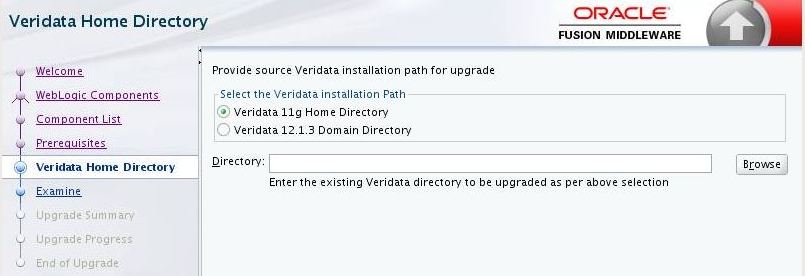 Veridata Home Directory
ORACLE
FUSION MIDDLEWARE
Welcome
WebLogic Components
Component List
Prerequisites
Veridata Home Directory
Examine
Upgrade Summary
Upgrade Progress
End of Upgrade
Provide source Veridata installation path for upgrade
Select the Veridata installation Path
Veridata 11g Home Directory
Veridata 12.1.3 Domain Directory
Directory:
Browse
Enter the existing Veridata directory to be upgraded as per above selection